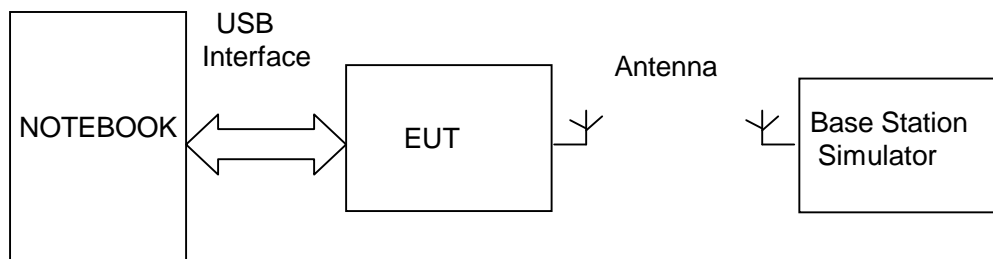 USB
Interface
NOTEBOOK
EUT
Antenna
Base Station
Simulator